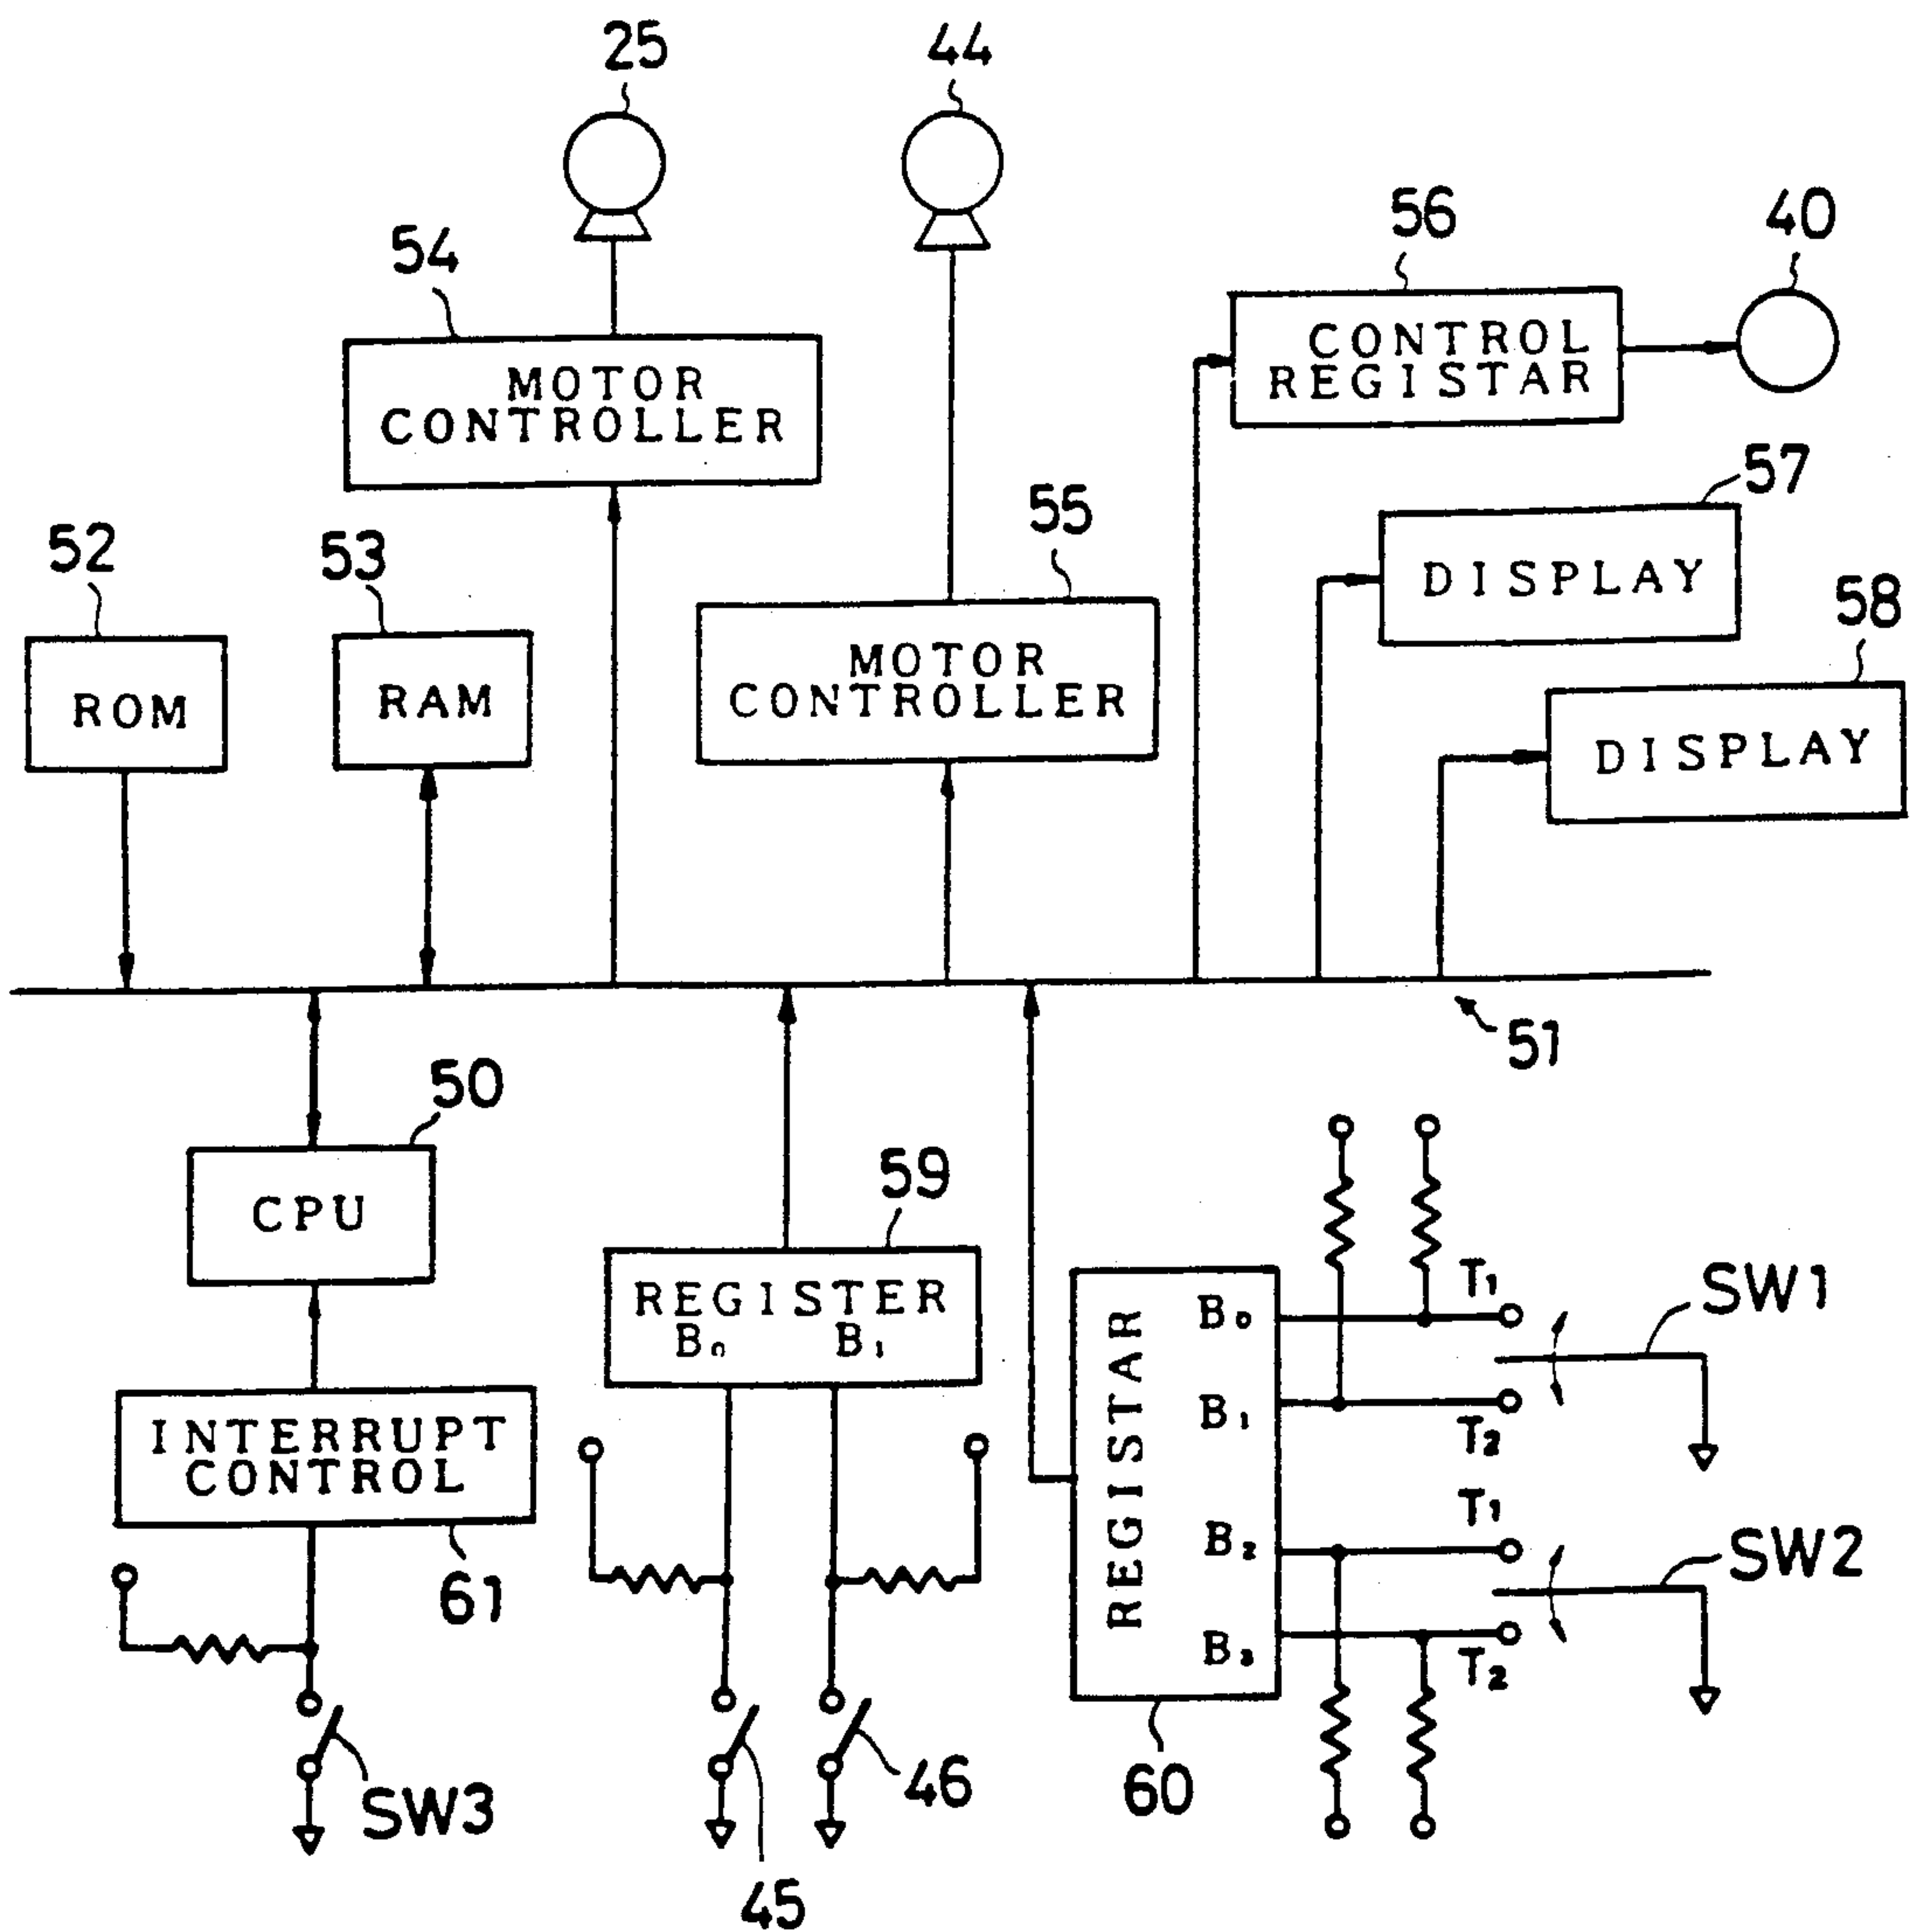 25
44
56
40
54
CONTROL
REGISTAR
MOTOR
CONTROLLER
57
55
52
53
DISPLAY
58
MOTOR
CONTROLLER
ROM
RAM
DISPLAY
51
50
59
CPU
REGISTER
B₀ B₁
T₁
SW1
B₀
REGISTAR
B₁
T₂
INTERRUPT
CONTROL
T₁
B₂
SW2
61
B₃
T₂
SW3
46
60
45